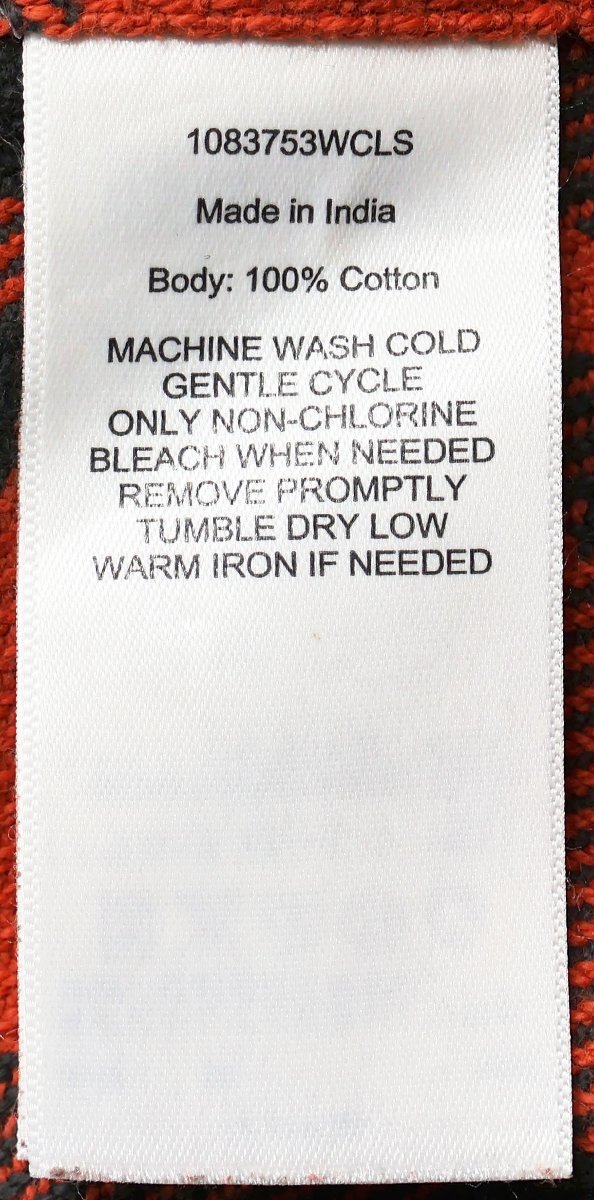 1083753WCLS
Made in India
Body: 100% Cotton
MACHINE WASH COLD
GENTLE CYCLE
ONLY NON-CHLORINE
BLEACH WHEN NEEDED
REMOVE PROMPTLY
TUMBLE DRY LOW
WARM IRON IF NEEDED